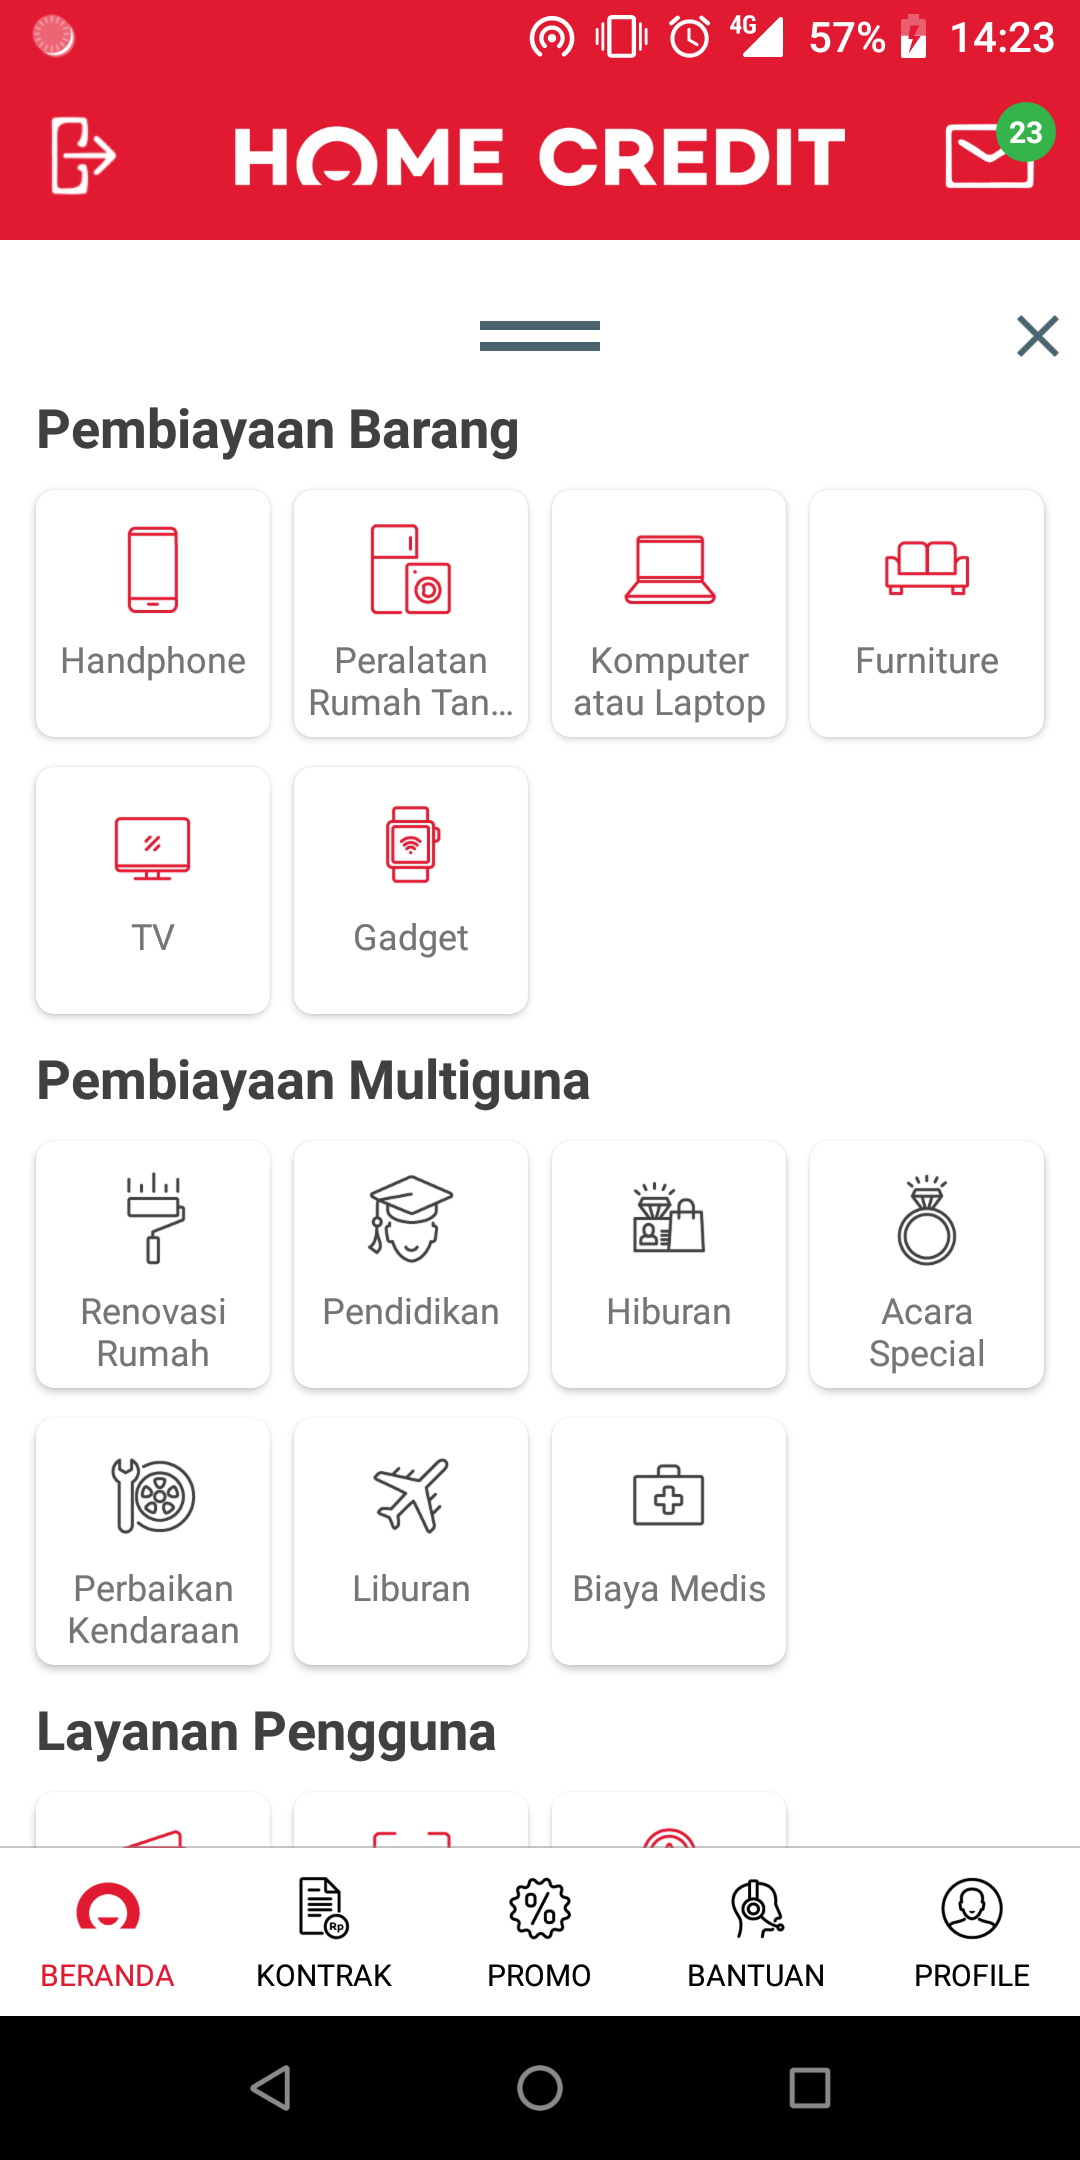 4G 57% 14:23
HOME CREDIT
23
Pembiayaan Barang
Handphone
Peralatan
Rumah Tan...
Komputer
atau Laptop
Furniture
TV
Gadget
Pembiayaan Multiguna
Renovasi
Rumah
Pendidikan
Hiburan
Acara
Special
Perbaikan
Kendaraan
Liburan
Biaya Medis
Layanan Pengguna
Rp
%
BERANDA
KONTRAK
PROMO
BANTUAN
PROFILE